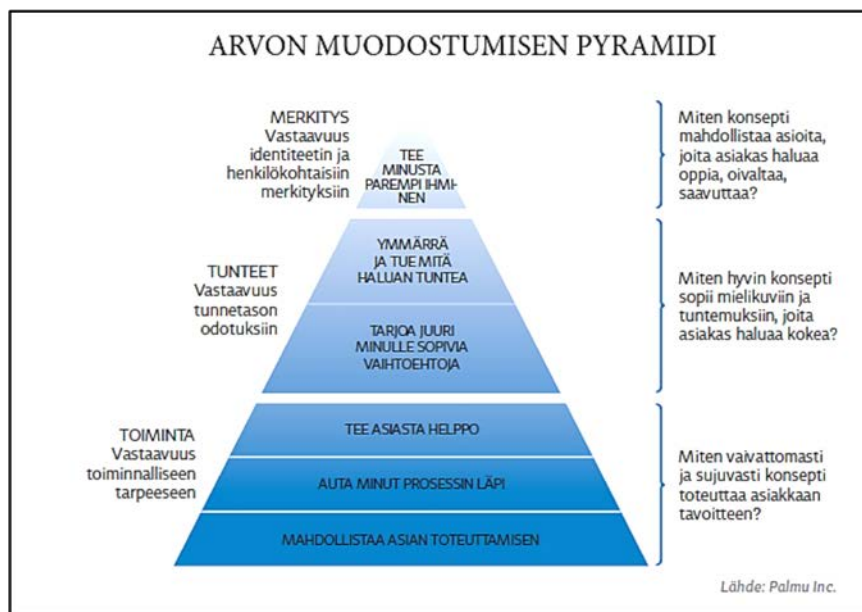 ARVON MUODOSTUMISEN PYRAMIDI
MERKITYS
Vastaavuus
identiteetin ja
henkilökohtaisiin
merkityksiin
TEE
MINUSTA
PAREMPI IHMI-
NEN
Miten konsepti
mahdollistaa asioita,
joita asiakas haluaa
oppia, oivaltaa,
saavuttaa?
TUNTEET
Vastaavuus
tunnetason
odotuksiin
YMMÄRRÄ
JA TUE MITÄ
HALUAN TUNTEA
TARJOA JUURI
MINULLE SOPIVIA
VAIHTOEHTOJA
Miten hyvin konsepti
sopii mielikuviin ja
tuntemuksiin, joita
asiakas haluaa kokea?
TOIMINTA
Vastaavuus
toiminnalliseen
tarpeeseen
TEE ASIASTA HELPPO
AUTA MINUT PROSESSIN LÄPI
MAHDOLLISTAA ASIAN TOTEUTTAMISEN
Miten vaivattomasti
ja sujuvasti konsepti
toteuttaa asiakkaan
tavoitteen?
Lähde: Palmu Inc.